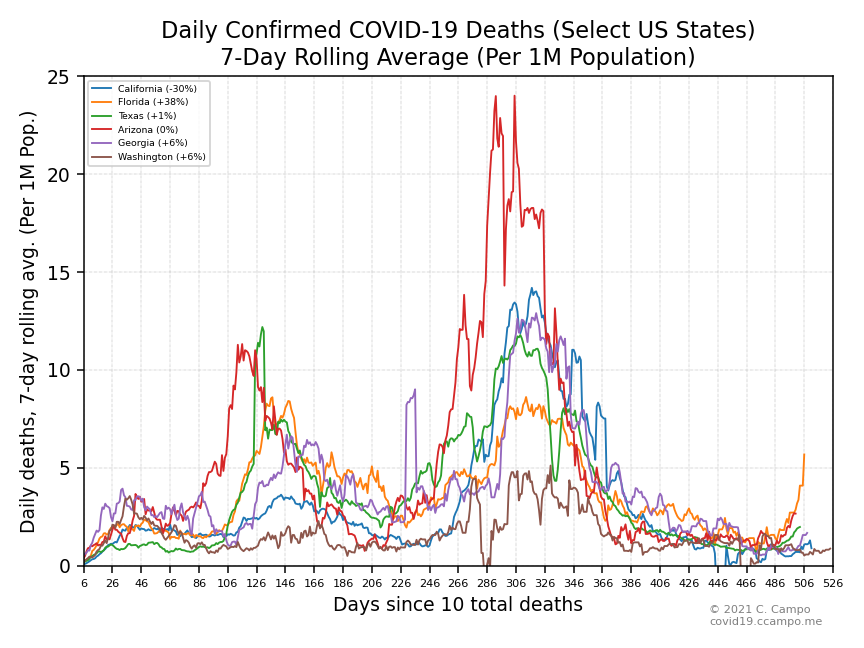 Daily Confirmed COVID-19 Deaths (Select US States)
7-Day Rolling Average (Per 1M Population)
Daily deaths, 7-day rolling avg. (Per 1M Pop.)
25
20
15
10
5
0
California (-30%)
Florida (+38%)
Texas (+1%)
Arizona (0%)
Georgia (+6%)
Washington (+6%)
6 26 46 66 86 106 126 146 166 186 206 226 246 266 286 306 326 346 366 386 406 426 446 466 486 506 526
Days since 10 total deaths
© 2021 C. Campo
covid19.ccampo.me